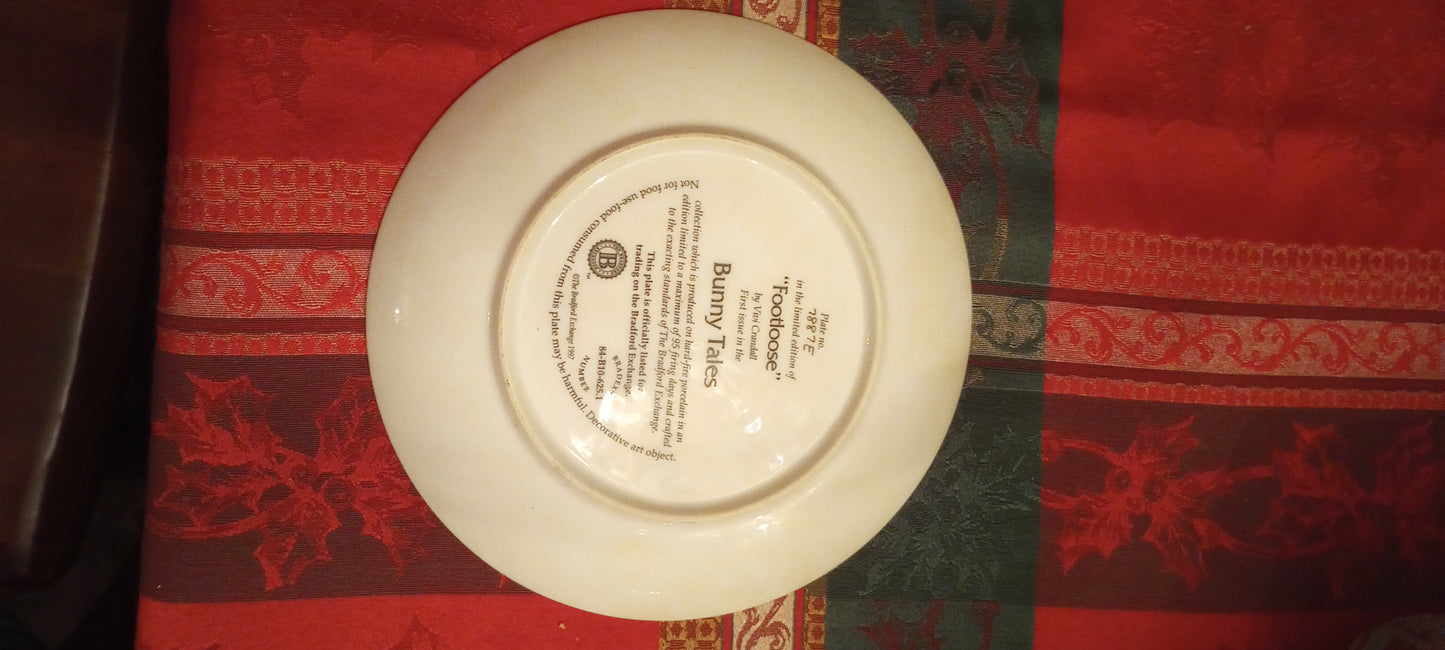 Plate no.
7887E
in the limited edition of
"Footloose"
by Vivi Crandall
First issue in the
Bunny Tales
collection which is produced on hard-fire porcelain in an
edition limited to a maximum of 95 firing days and crafted
to the exacting standards of The Bradford Exchange.
This plate is officially listed for
trading on the Bradford Exchange.
B
BRADEX
84-B10-625.1
NUMBER
©The Bradford Exchange 1997
Not for food use-food consumed from this plate may be harmful. Decorative art object.